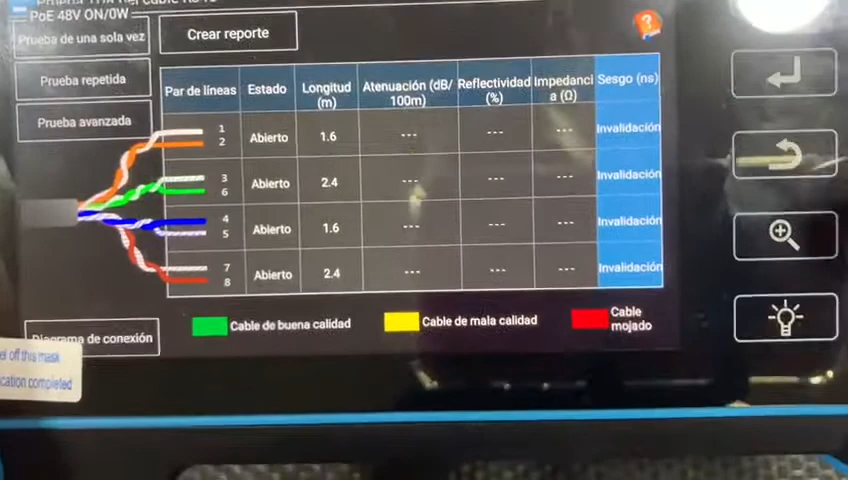 PoE 48V ON/0W
Prueba de una sola vez
Crear reporte
?
Prueba repetida
Prueba avanzada
Par de líneas Estado Longitud (m) Atenuación (dB/100m) Reflectividad (%) Impedancia (Ω) Sesgo (ns)
1 2 Abierto 1.6 --- --- --- Invalidación
3 6 Abierto 2.4 --- --- --- Invalidación
4 5 Abierto 1.6 --- --- --- Invalidación
7 8 Abierto 2.4 --- --- --- Invalidación
Diagrama de conexión
Cable de buena calidad
Cable de mala calidad
Cable mojado
off this mask
completed